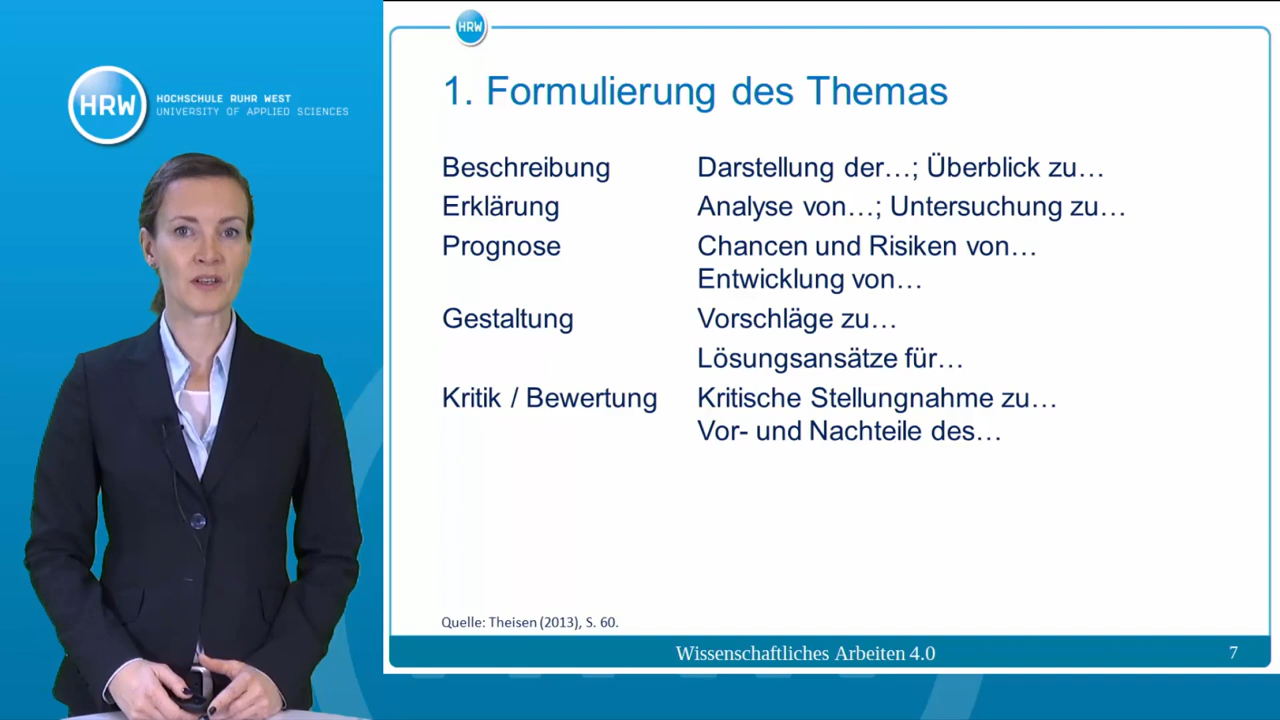 HRW
HOCHSCHULE RUHR WEST
UNIVERSITY OF APPLIED SCIENCES
HRW
1. Formulierung des Themas
Beschreibung Darstellung der…; Überblick zu…
Erklärung Analyse von…; Untersuchung zu…
Prognose Chancen und Risiken von…
Entwicklung von…
Gestaltung Vorschläge zu…
Lösungsansätze für…
Kritik / Bewertung Kritische Stellungnahme zu…
Vor- und Nachteile des…
Quelle: Theisen (2013), S. 60.
Wissenschaftliches Arbeiten 4.0 7